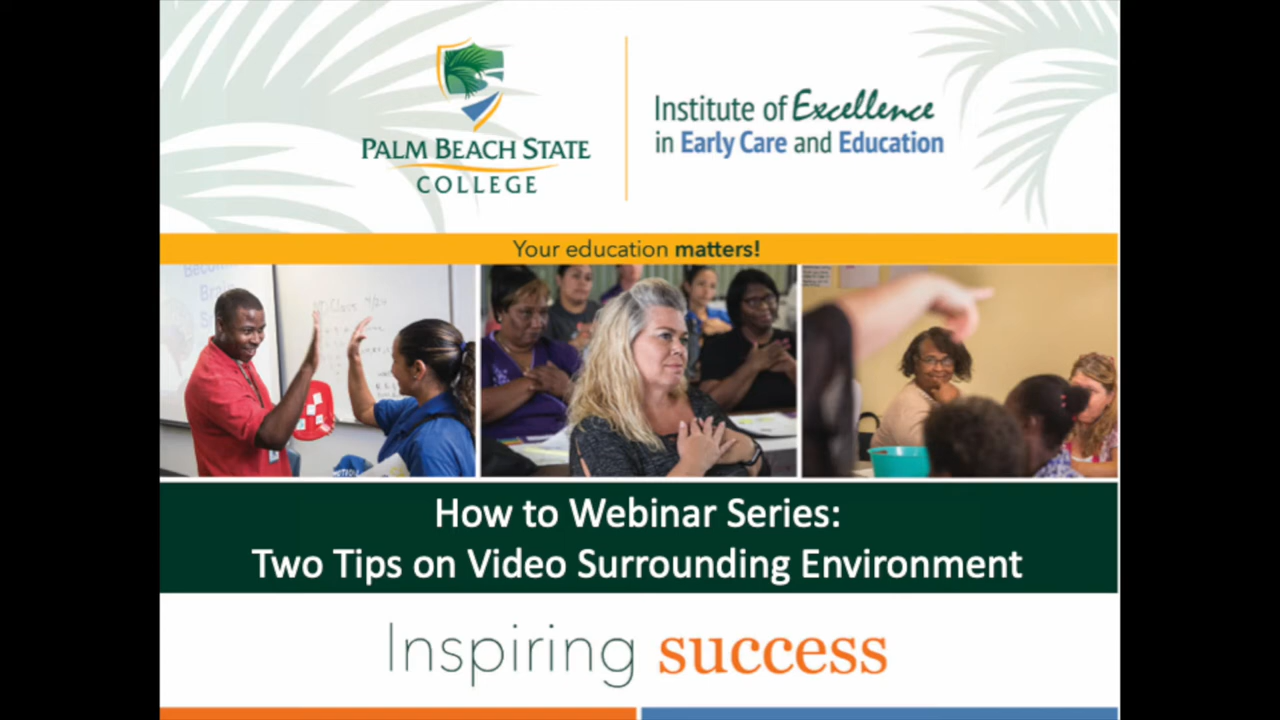 PALM BEACH STATE
COLLEGE
Institute of Excellence
in Early Care and Education
Your education matters!
How to Webinar Series:
Two Tips on Video Surrounding Environment
Inspiring success